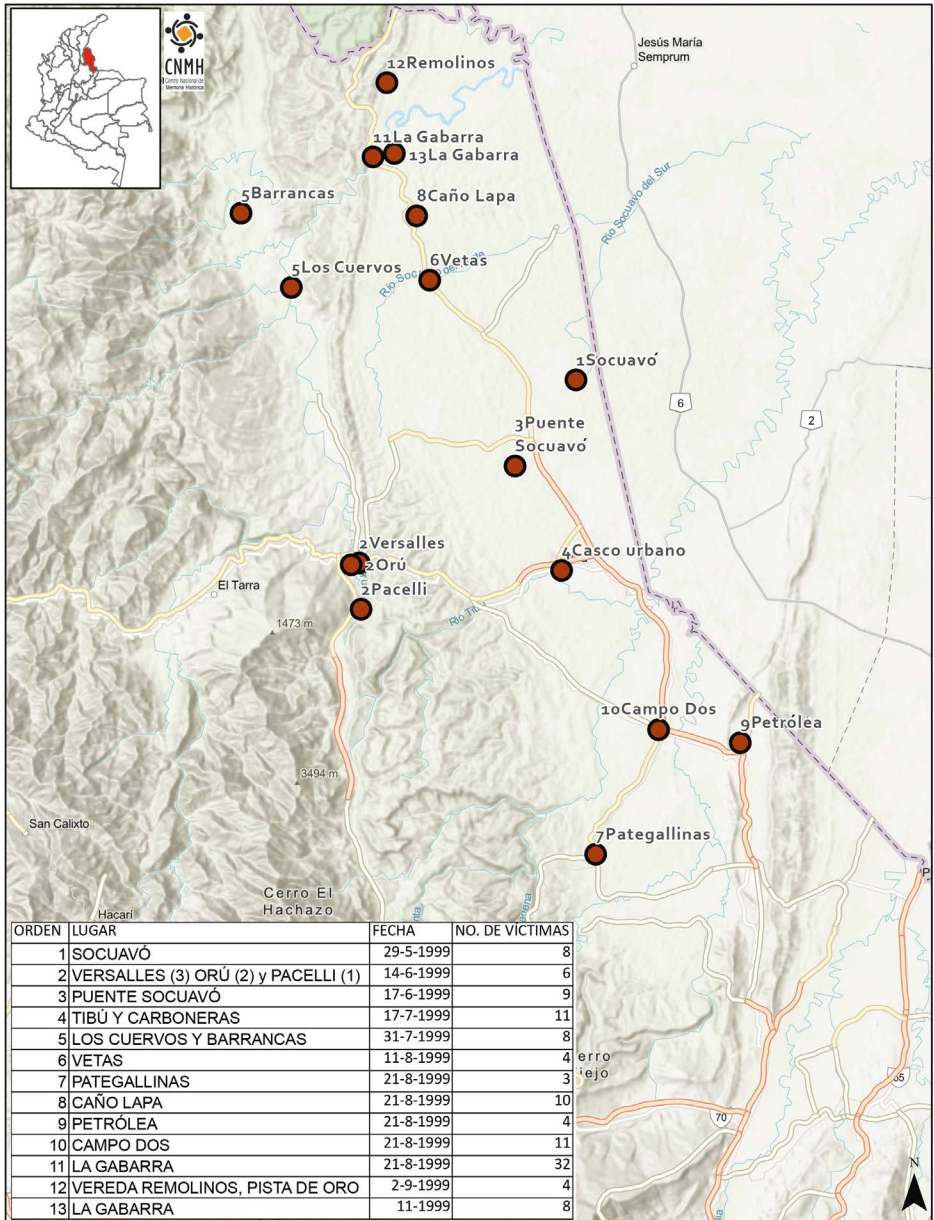 CNMH
Centro Nacional de
Memoria Histórica
Jesús María
Semprum
12Remolinos
11La Gabarra
13La Gabarra
Rio Socuavo del Sur
5Barrancas
8Caño Lapa
6Vetas
5Los Cuervos
1Socuavó
6
3Puente
Socuavó
2
2Versalles
4Casco urbano
2Orú
El Tarra
2Pacelli
1473 m
10Campo Dos
9Petrólea
3494 m
San Calixto
7Pategallinas
Cerro El
Hachazo
Hacarí
ORDEN LUGAR FECHA NO. DE VÍCTIMAS
1 SOCUAVÓ 29-5-1999 8
2 VERSALLES (3) ORÚ (2) y PACELLI (1) 14-6-1999 6
3 PUENTE SOCUAVÓ 17-6-1999 9
4 TIBÚ Y CARBONERAS 17-7-1999 11
5 LOS CUERVOS Y BARRANCAS 31-7-1999 8
6 VETAS 11-8-1999 4
7 PATEGALLINAS 21-8-1999 3
8 CAÑO LAPA 21-8-1999 10
9 PETRÓLEA 21-8-1999 4
10 CAMPO DOS 21-8-1999 11
11 LA GABARRA 21-8-1999 32
12 VEREDA REMOLINOS, PISTA DE ORO 2-9-1999 4
13 LA GABARRA 11-1999 8
70
N